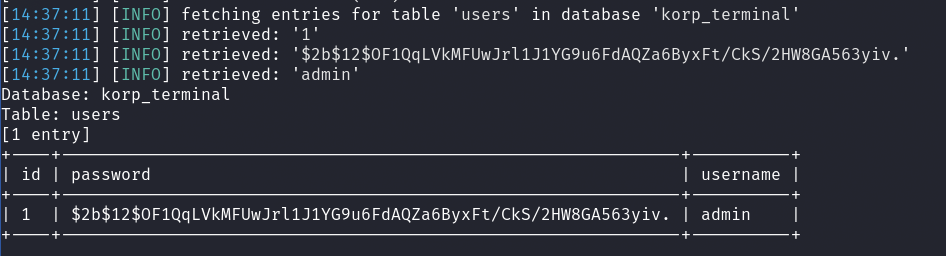 [14:37:11] [INFO] fetching entries for table 'users' in database 'korp_terminal'
[14:37:11] [INFO] retrieved: '1'
[14:37:11] [INFO] retrieved: '$2b$12$OF1QqLVkMFUwJrl1J1YG9u6FdAQZa6ByxFt/CkS/2HW8GA563yiv.'
[14:37:11] [INFO] retrieved: 'admin'
Database: korp_terminal
Table: users
[1 entry]
+----+--------------------------------------------------------------+----------+
| id | password | username |
+----+--------------------------------------------------------------+----------+
| 1 | $2b$12$OF1QqLVkMFUwJrl1J1YG9u6FdAQZa6ByxFt/CkS/2HW8GA563yiv. | admin |
+----+--------------------------------------------------------------+----------+